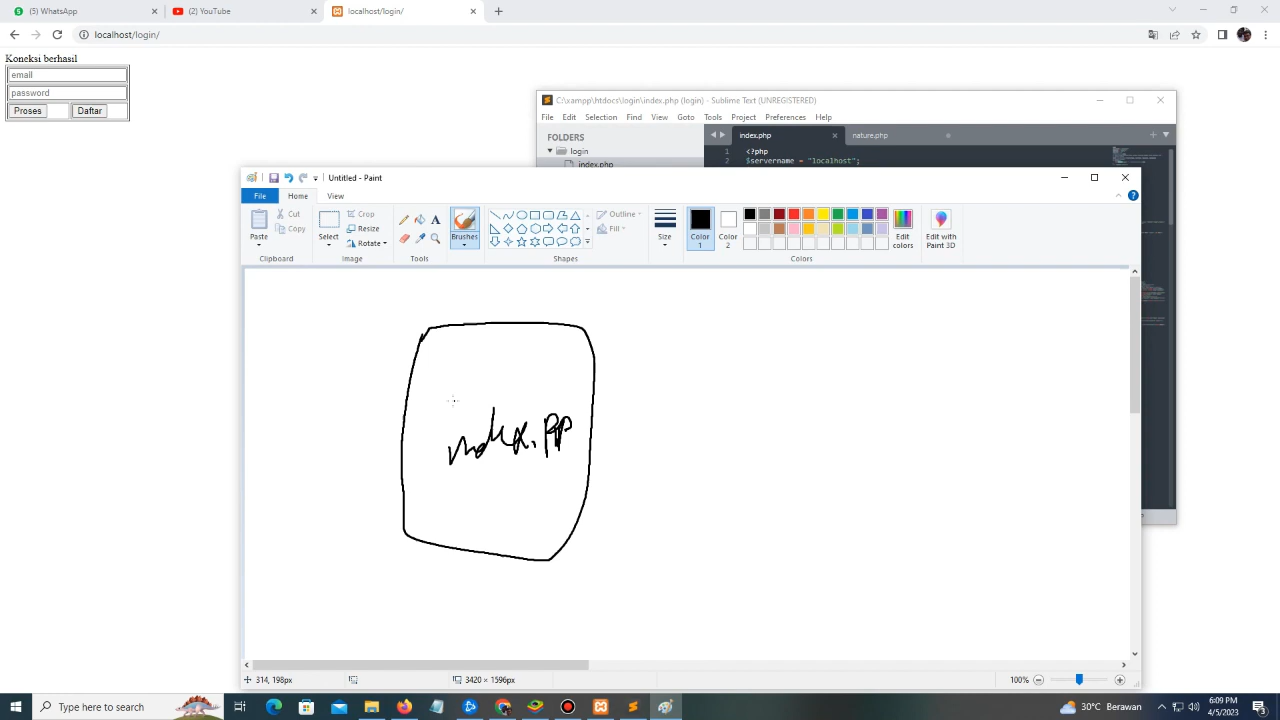 (5) WhatsApp
(2) YouTube
localhost/login/
localhost/login/
Koneksi berhasil
email
password
Proses
Daftar
C:\xampp\htdocs\login\index.php (login) - Sublime Text (UNREGISTERED)
File Edit Selection Find View Goto Tools Project Preferences Help
FOLDERS
login
index.php
index.php
nature.php
1 <?php
2 $servername = "localhost";
Untitled - Paint
File Home View
Paste
Cut
Copy
Clipboard
Select
Crop
Resize
Rotate
Image
Tools
Brushes
Shapes
Outline
Fill
Size
Color 1
Color 2
Colors
Edit colors
Edit with Paint 3D
index.pp
314, 198px
3420 × 1596px
100%
Type here to search
30°C Berawan
6:09 PM
4/5/2023